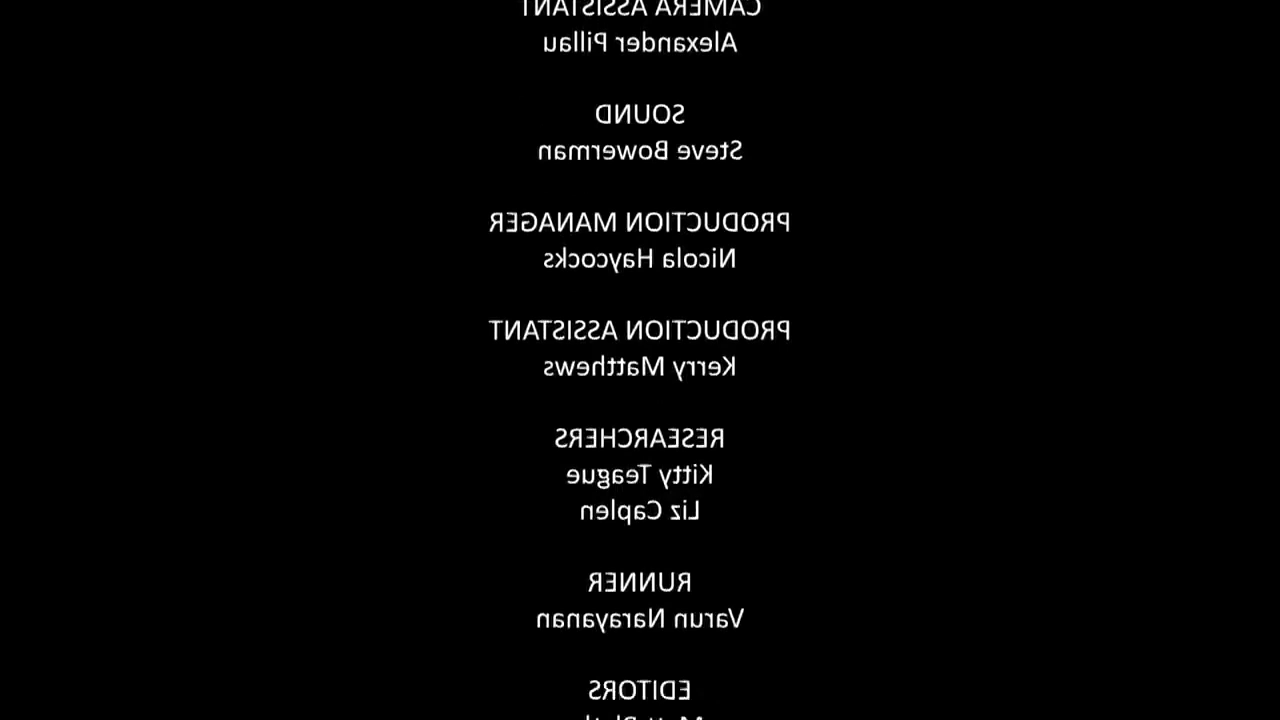 CAMERA ASSISTANT
Alexander Pillau
SOUND
Steve Bowerman
PRODUCTION MANAGER
Nicola Haycocks
PRODUCTION ASSISTANT
Kerry Matthews
RESEARCHERS
Kitty Teague
Liz Caplen
RUNNER
Varun Narayanan
EDITORS